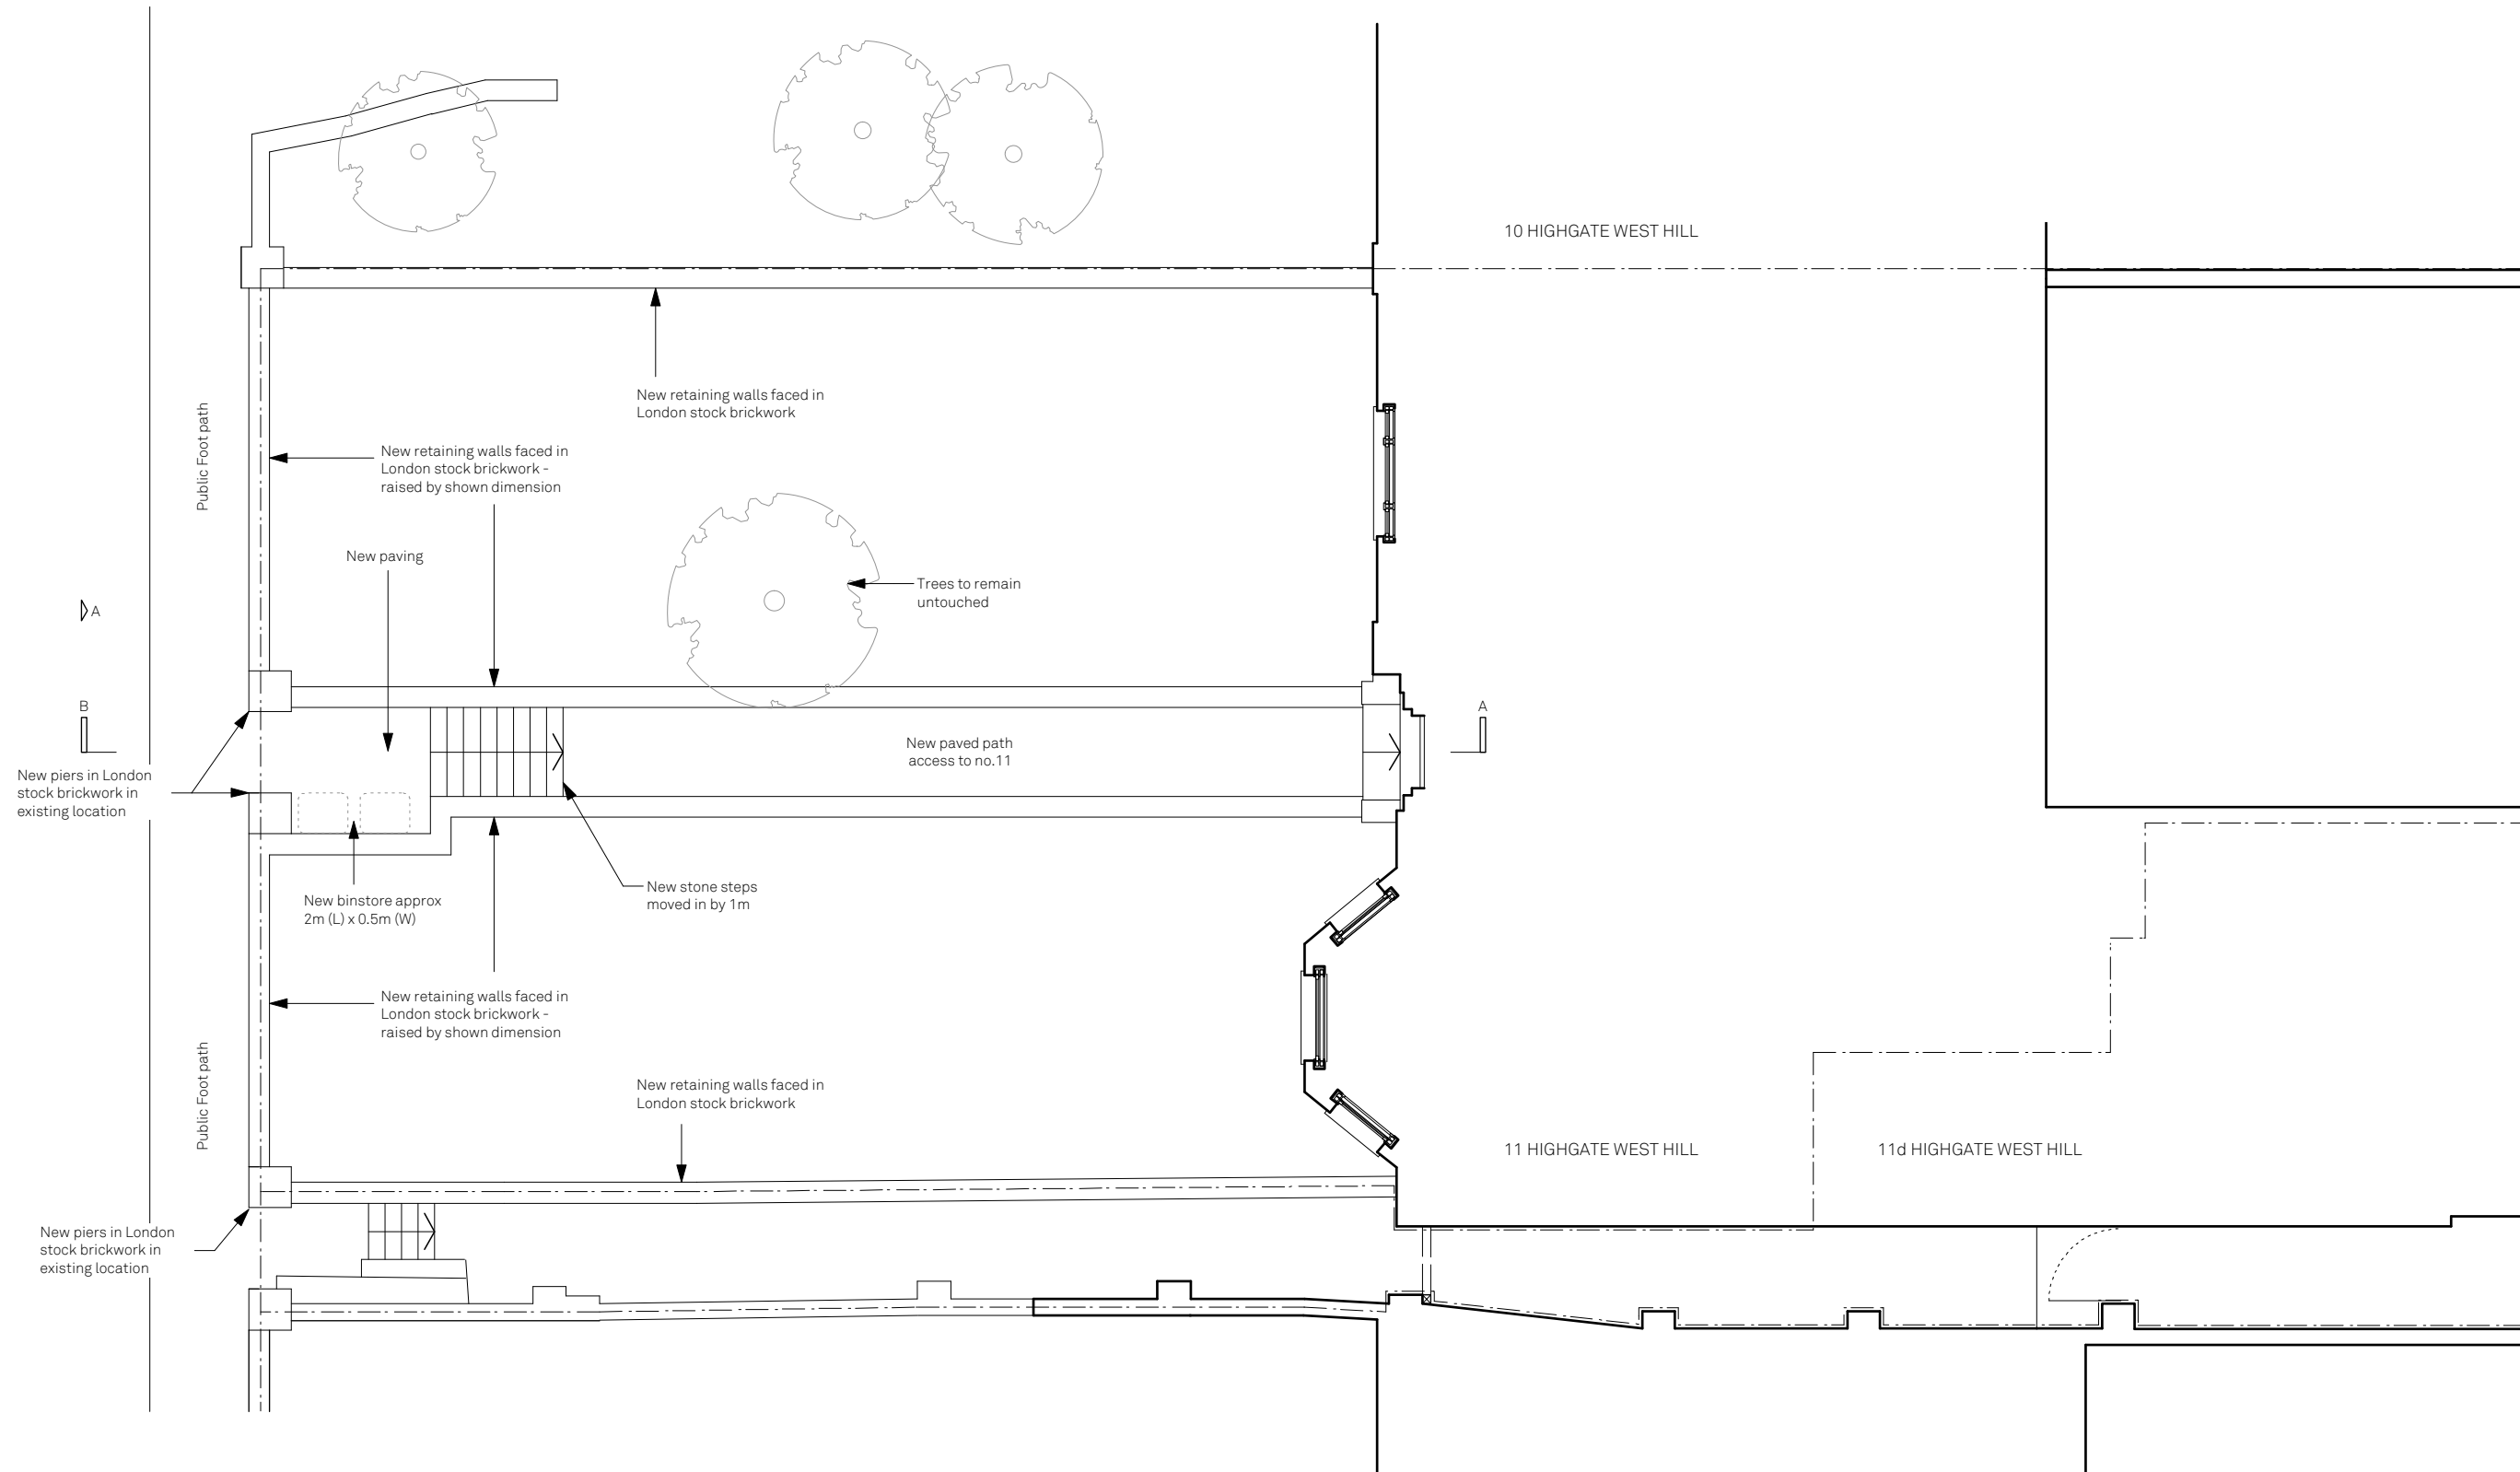 10 HIGHGATE WEST HILL
New retaining walls faced in
London stock brickwork
Public Foot path
New retaining walls faced in
London stock brickwork -
raised by shown dimension
New paving
Trees to remain
untouched
A
B
A
New paved path
access to no.11
New piers in London
stock brickwork in
existing location
New stone steps
moved in by 1m
New binstore approx
2m (L) x 0.5m (W)
New retaining walls faced in
London stock brickwork -
raised by shown dimension
Public Foot path
New retaining walls faced in
London stock brickwork
11 HIGHGATE WEST HILL
11d HIGHGATE WEST HILL
New piers in London
stock brickwork in
existing location